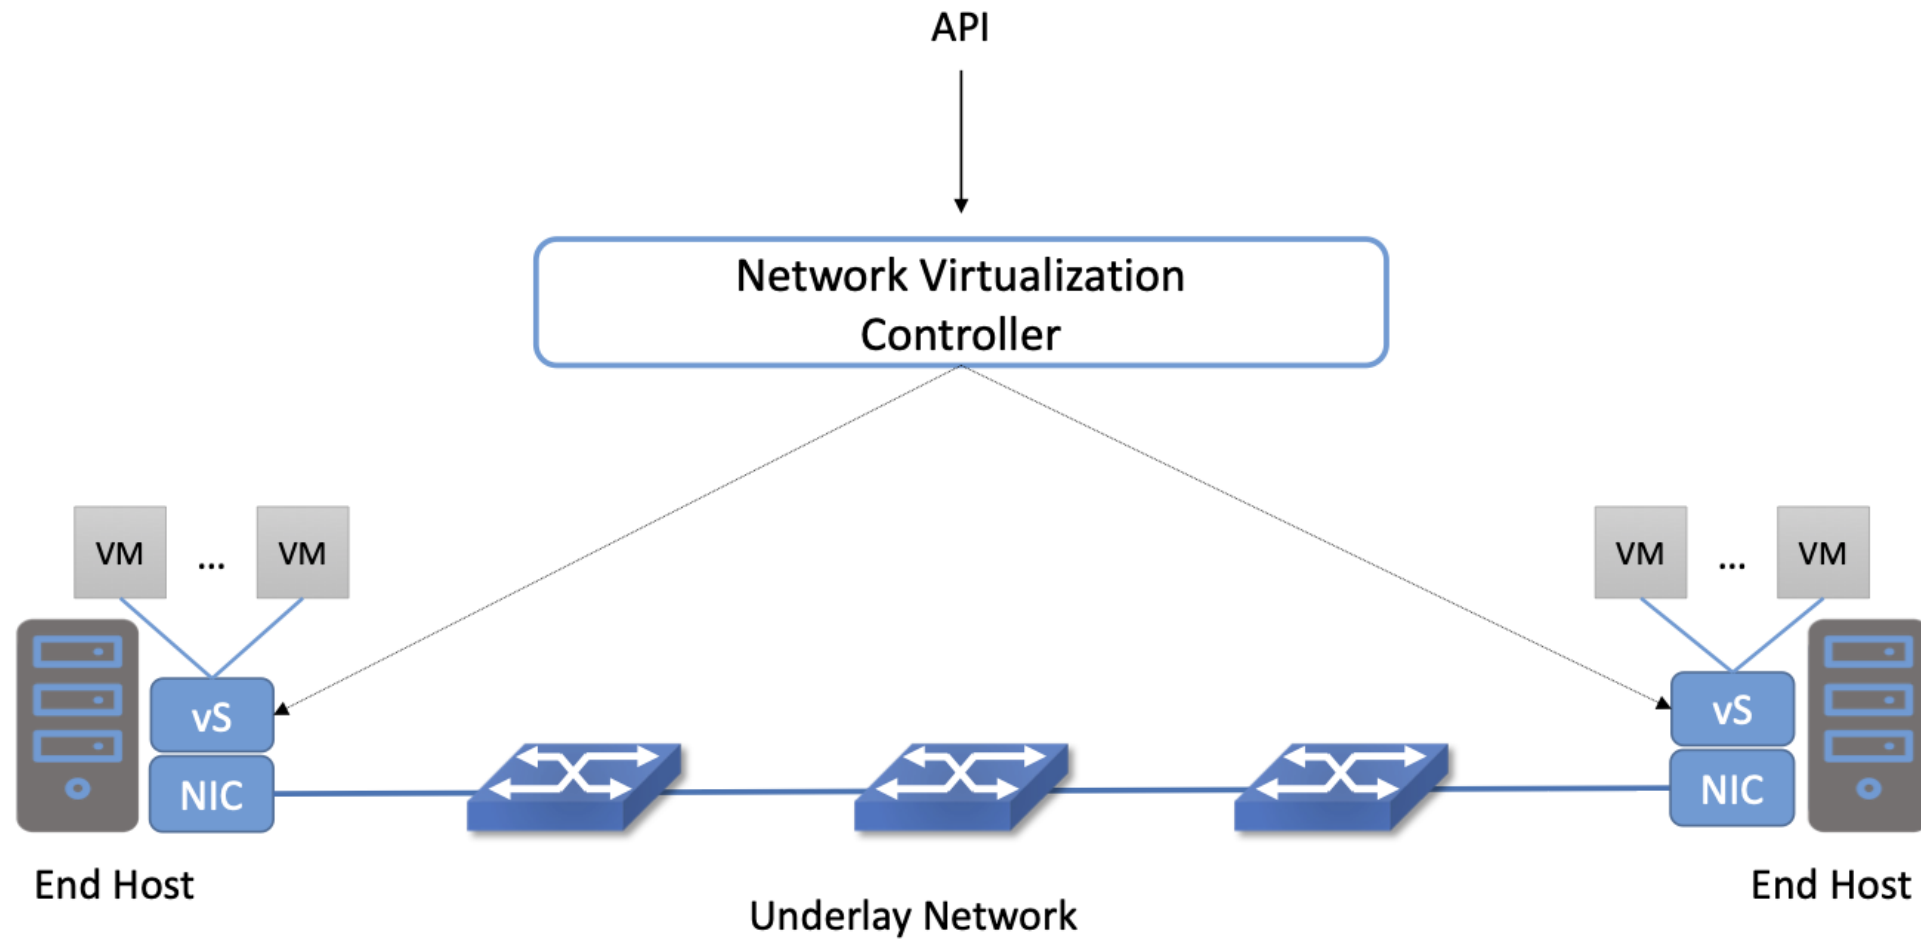 API
Network Virtualization
Controller
VM ... VM
VM ... VM
vS
vS
NIC
NIC
End Host
End Host
Underlay Network